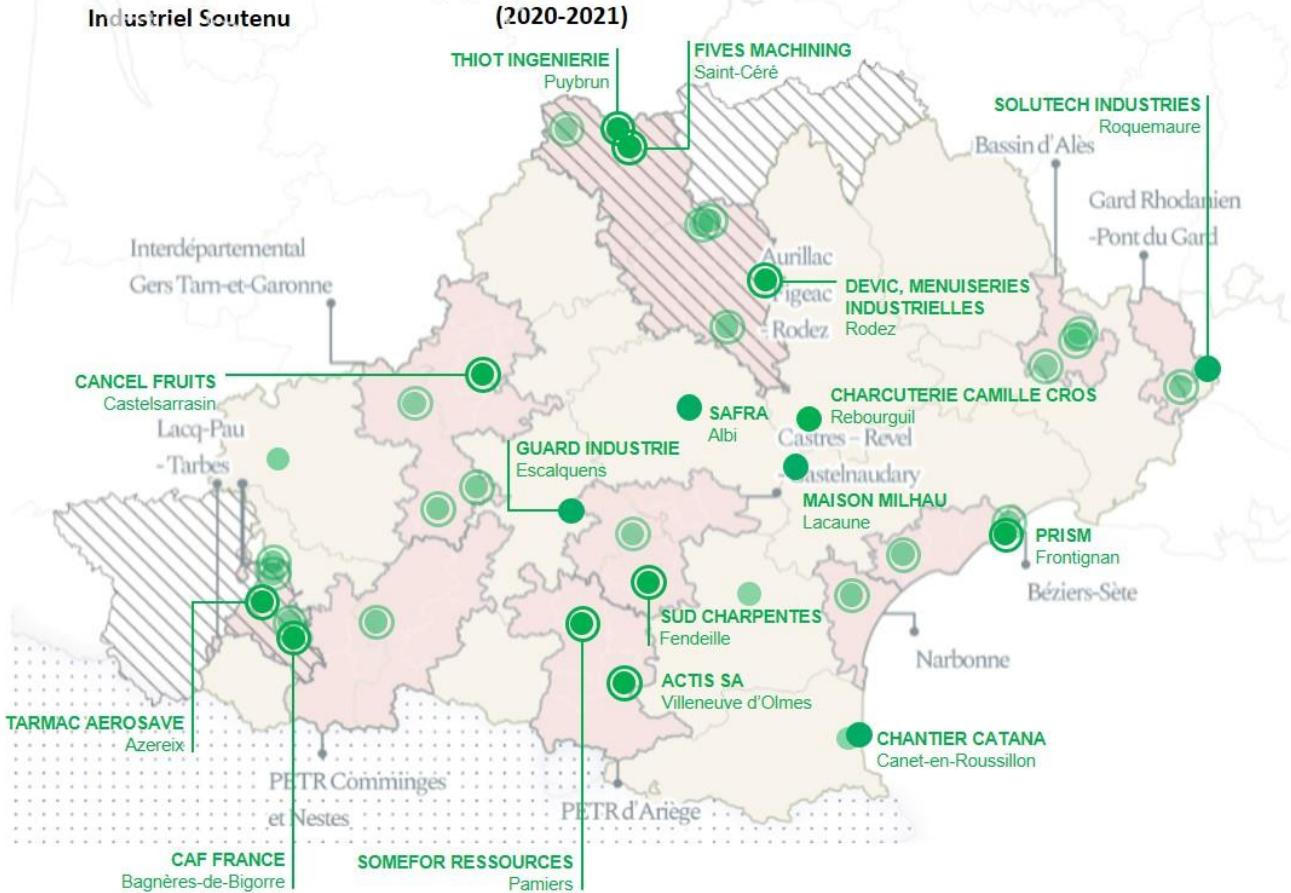 Industriel Soutenu
(2020-2021)
THIOT INGENIERIE
Puybrun
FIVES MACHINING
Saint-Céré
SOLUTECH INDUSTRIES
Roquemaure
Bassin d'Alès
Gard Rhodanien
-Pont du Gard
Interdépartemental
Gers Tarn-et-Garonne
Aurillac
Figeac
- Rodez
DEVIC, MENUISERIES
INDUSTRIELLES
Rodez
CANCEL FRUITS
Castelsarrasin
Lacq-Pau
- Tarbes
SAFRA
Albi
CHARCUTERIE CAMILLE CROS
Rebourguil
Castres – Revel
- Castelnaudary
GUARD INDUSTRIE
Escalquens
MAISON MILHAU
Lacaune
PRISM
Frontignan
Béziers-Sète
SUD CHARPENTES
Fendeille
Narbonne
ACTIS SA
Villeneuve d'Olmes
TARMAC AEROSAVE
Azereix
CHANTIER CATANA
Canet-en-Roussillon
PETR Comminges
et Nestes
PETR d'Ariège
CAF FRANCE
Bagnères-de-Bigorre
SOMEFOR RESSOURCES
Pamiers